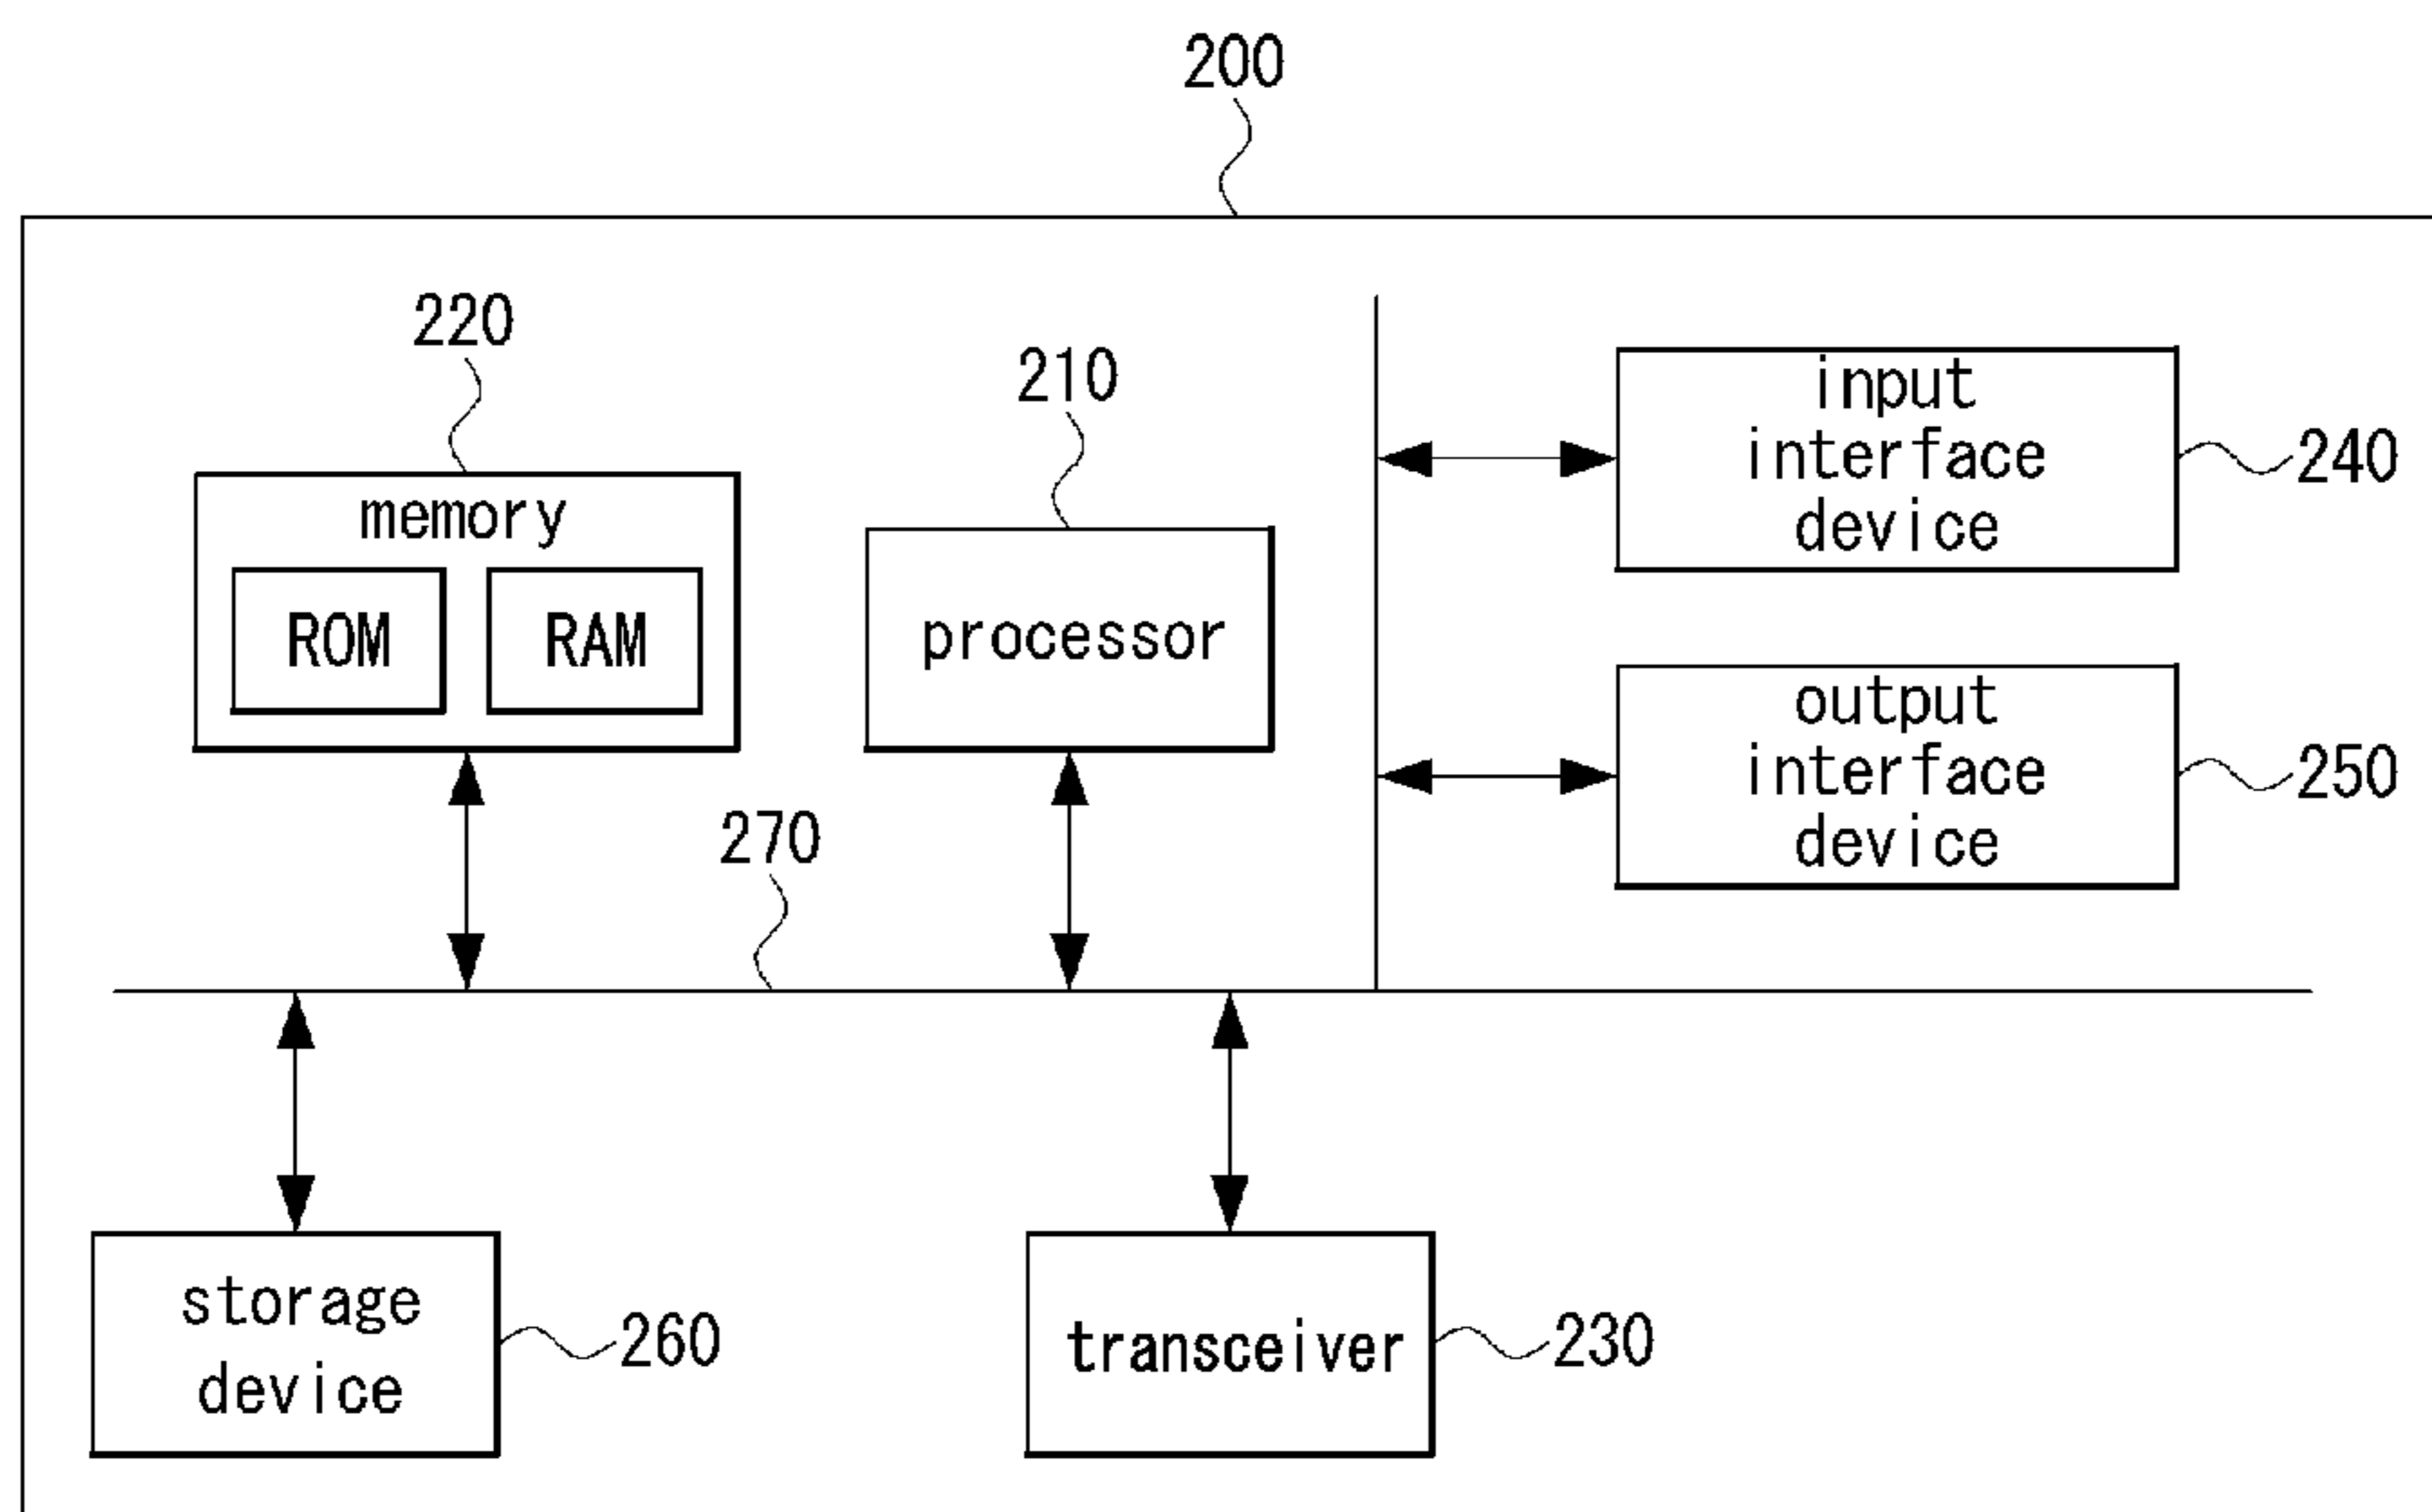 200
220
210
memory
ROM
RAM
processor
input
interface
device
240
output
interface
device
250
270
storage
device
260
transceiver
230